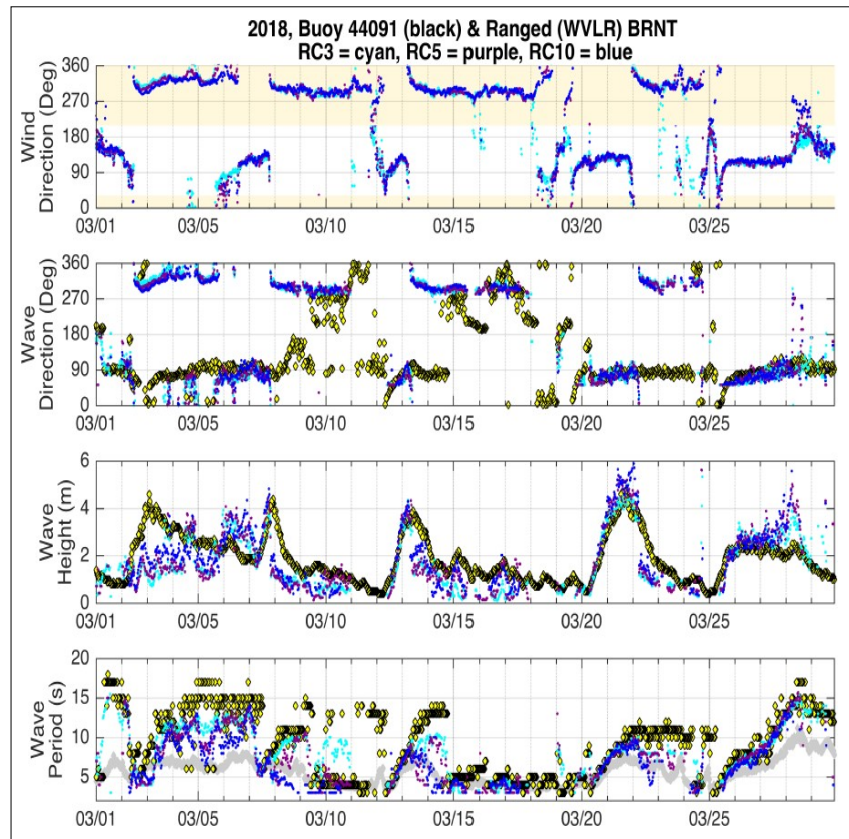 2018, Buoy 44091 (black) & Ranged (WVLR) BRNT
RC3 = cyan, RC5 = purple, RC10 = blue
Wind
Direction (Deg)
360
270
180
90
0
03/01 03/05 03/10 03/15 03/20 03/25
Wave
Direction (Deg)
360
270
180
90
0
03/01 03/05 03/10 03/15 03/20 03/25
Wave
Height (m)
6
4
2
0
03/01 03/05 03/10 03/15 03/20 03/25
Wave
Period (s)
20
15
10
5
03/01 03/05 03/10 03/15 03/20 03/25